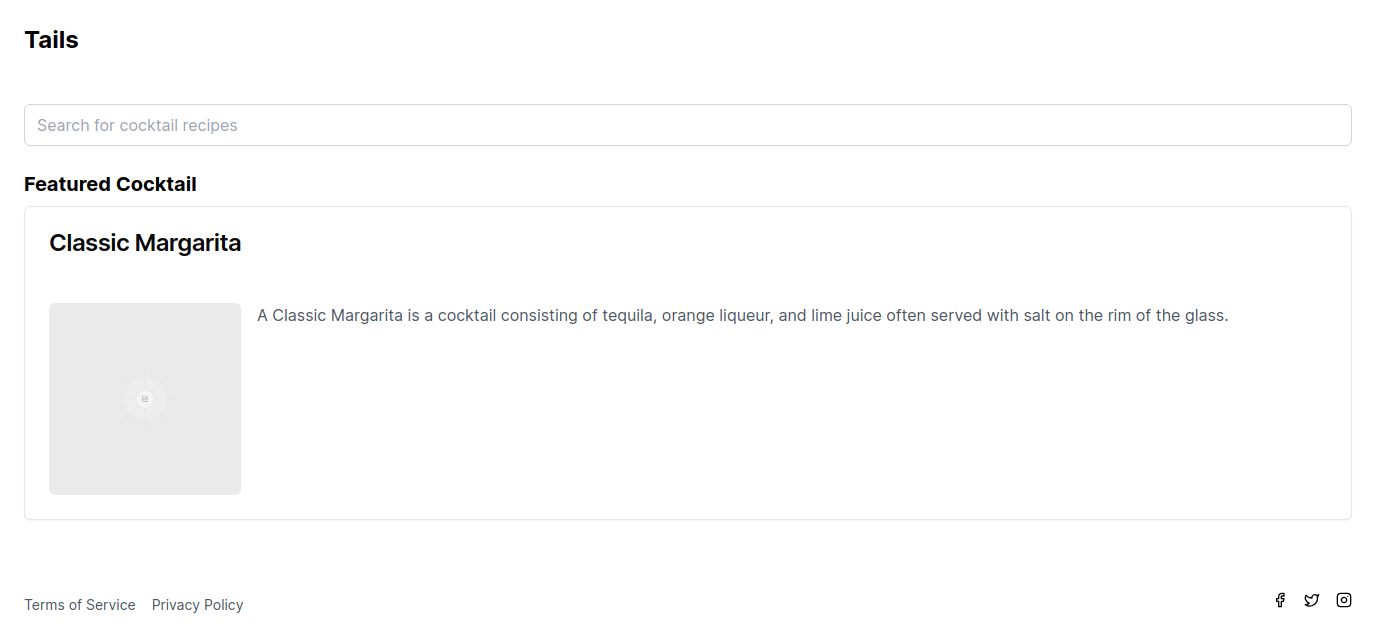 Tails
Search for cocktail recipes
Featured Cocktail
Classic Margarita
A Classic Margarita is a cocktail consisting of tequila, orange liqueur, and lime juice often served with salt on the rim of the glass.
Terms of Service Privacy Policy